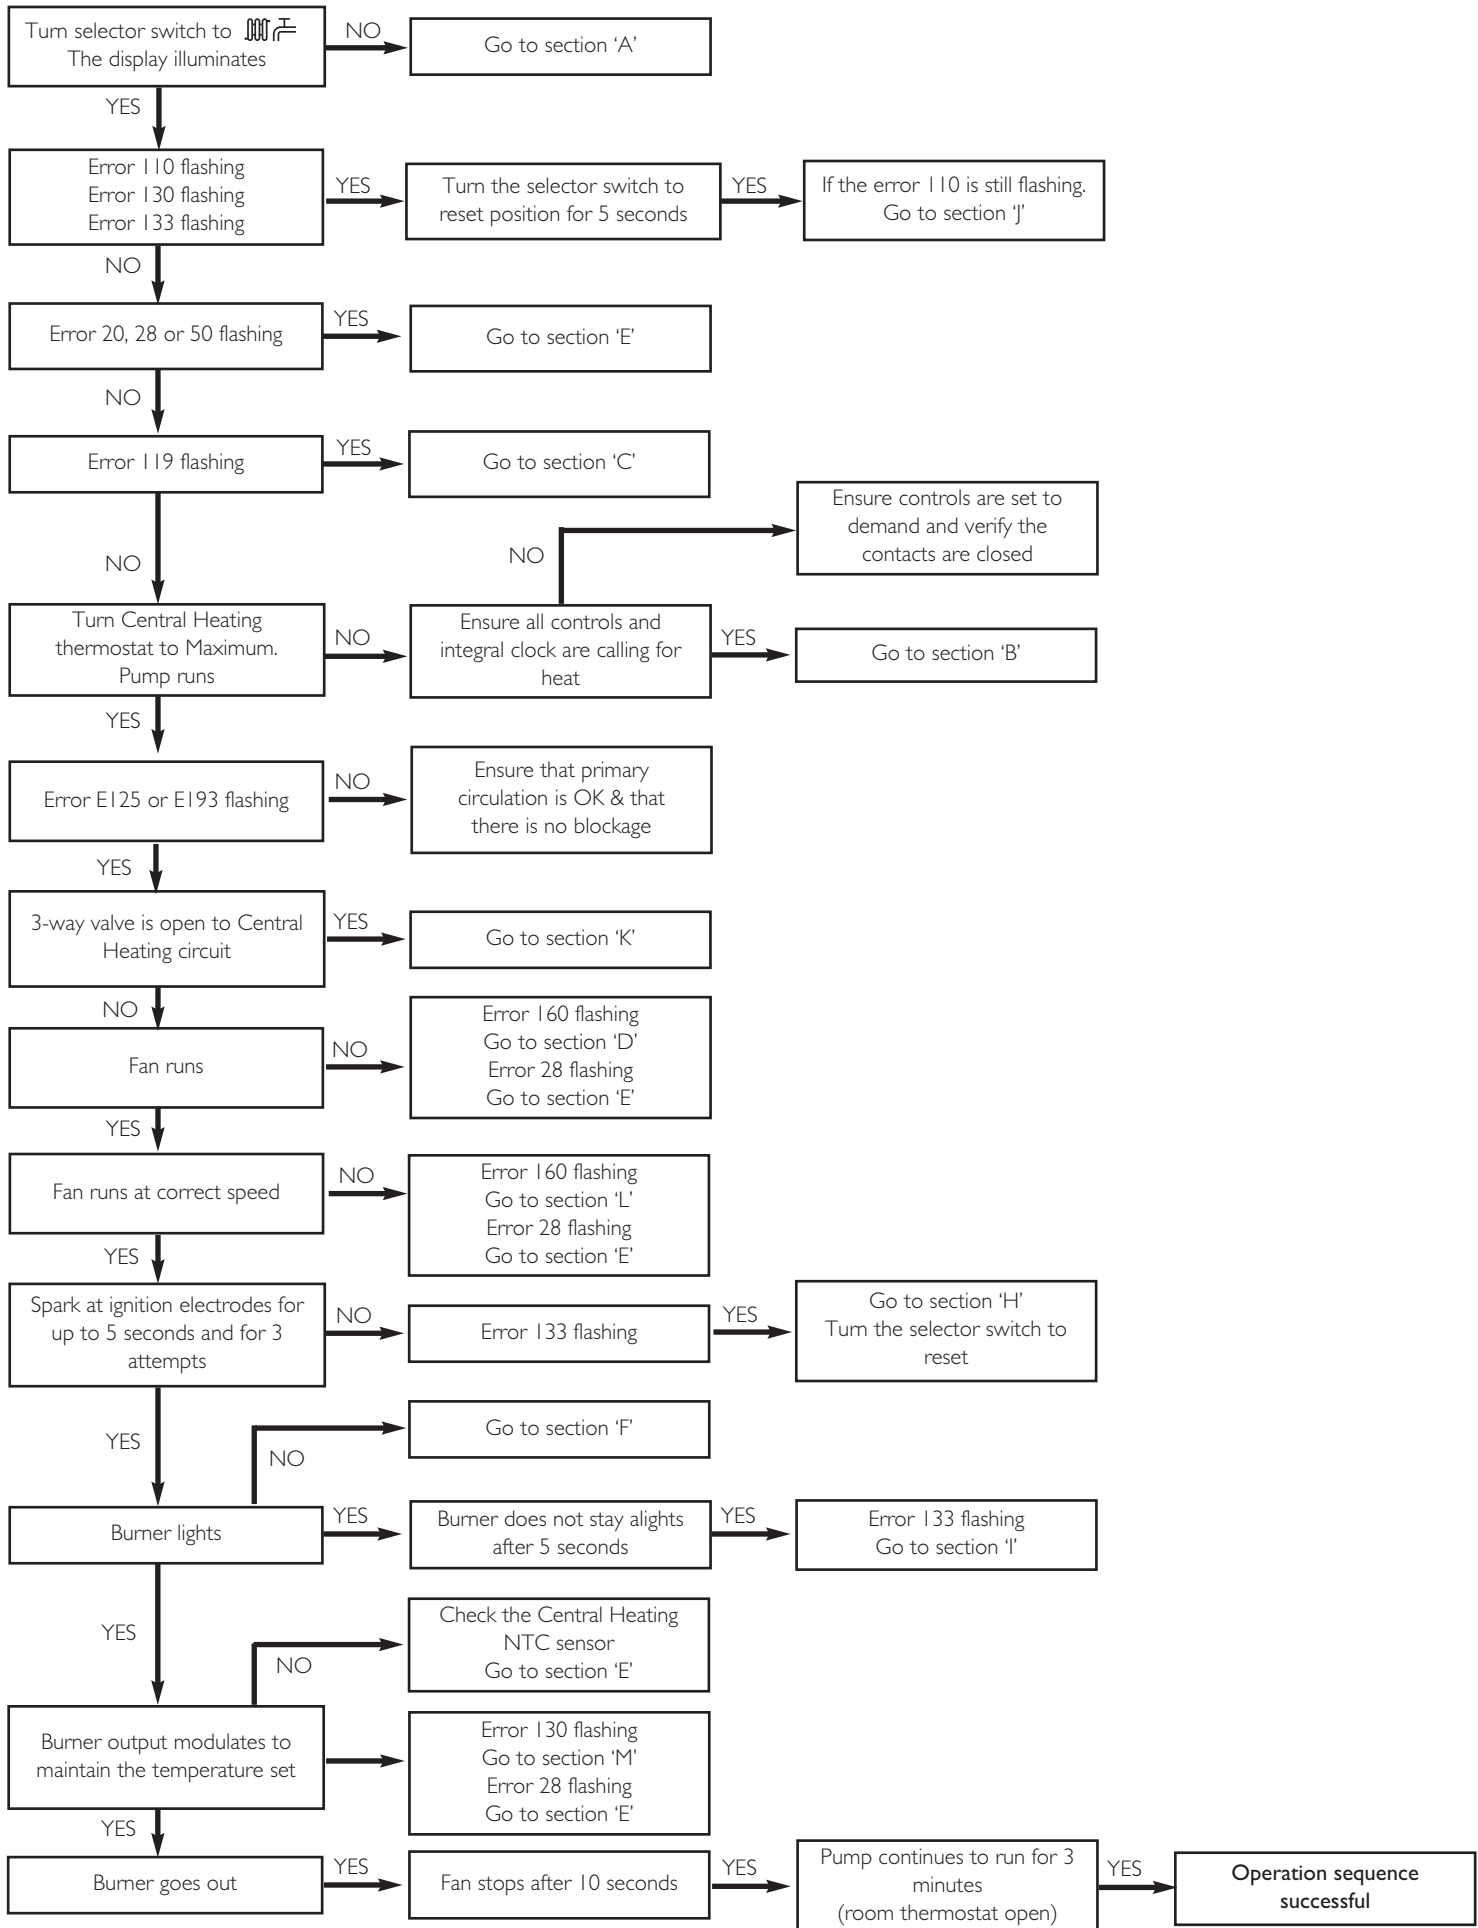 Turn selector switch to
The display illuminates
NO
Go to section ‘A’
YES
Error 110 flashing
Error 130 flashing
Error 133 flashing
YES
Turn the selector switch to
reset position for 5 seconds
YES
If the error 110 is still flashing.
Go to section ‘J’
NO
Error 20, 28 or 50 flashing
YES
Go to section ‘E’
NO
Error 119 flashing
YES
Go to section ‘C’
NO
Turn Central Heating
thermostat to Maximum.
Pump runs
NO
Ensure all controls and
integral clock are calling for
heat
NO
Ensure controls are set to
demand and verify the
contacts are closed
YES
Go to section ‘B’
YES
Error E125 or E193 flashing
NO
Ensure that primary
circulation is OK & that
there is no blockage
YES
3-way valve is open to Central
Heating circuit
YES
Go to section ‘K’
NO
Fan runs
NO
Error 160 flashing
Go to section ‘D’
Error 28 flashing
Go to section ‘E’
YES
Fan runs at correct speed
NO
Error 160 flashing
Go to section ‘L’
Error 28 flashing
Go to section ‘E’
YES
Spark at ignition electrodes for
up to 5 seconds and for 3
attempts
NO
Error 133 flashing
YES
Go to section ‘H’
Turn the selector switch to
reset
YES
NO
Go to section ‘F’
Burner lights
YES
Burner does not stay alights
after 5 seconds
YES
Error 133 flashing
Go to section ‘I’
YES
NO
Check the Central Heating
NTC sensor
Go to section ‘E’
Burner output modulates to
maintain the temperature set
Error 130 flashing
Go to section ‘M’
Error 28 flashing
Go to section ‘E’
YES
Burner goes out
YES
Fan stops after 10 seconds
YES
Pump continues to run for 3
minutes
(room thermostat open)
YES
Operation sequence
successful